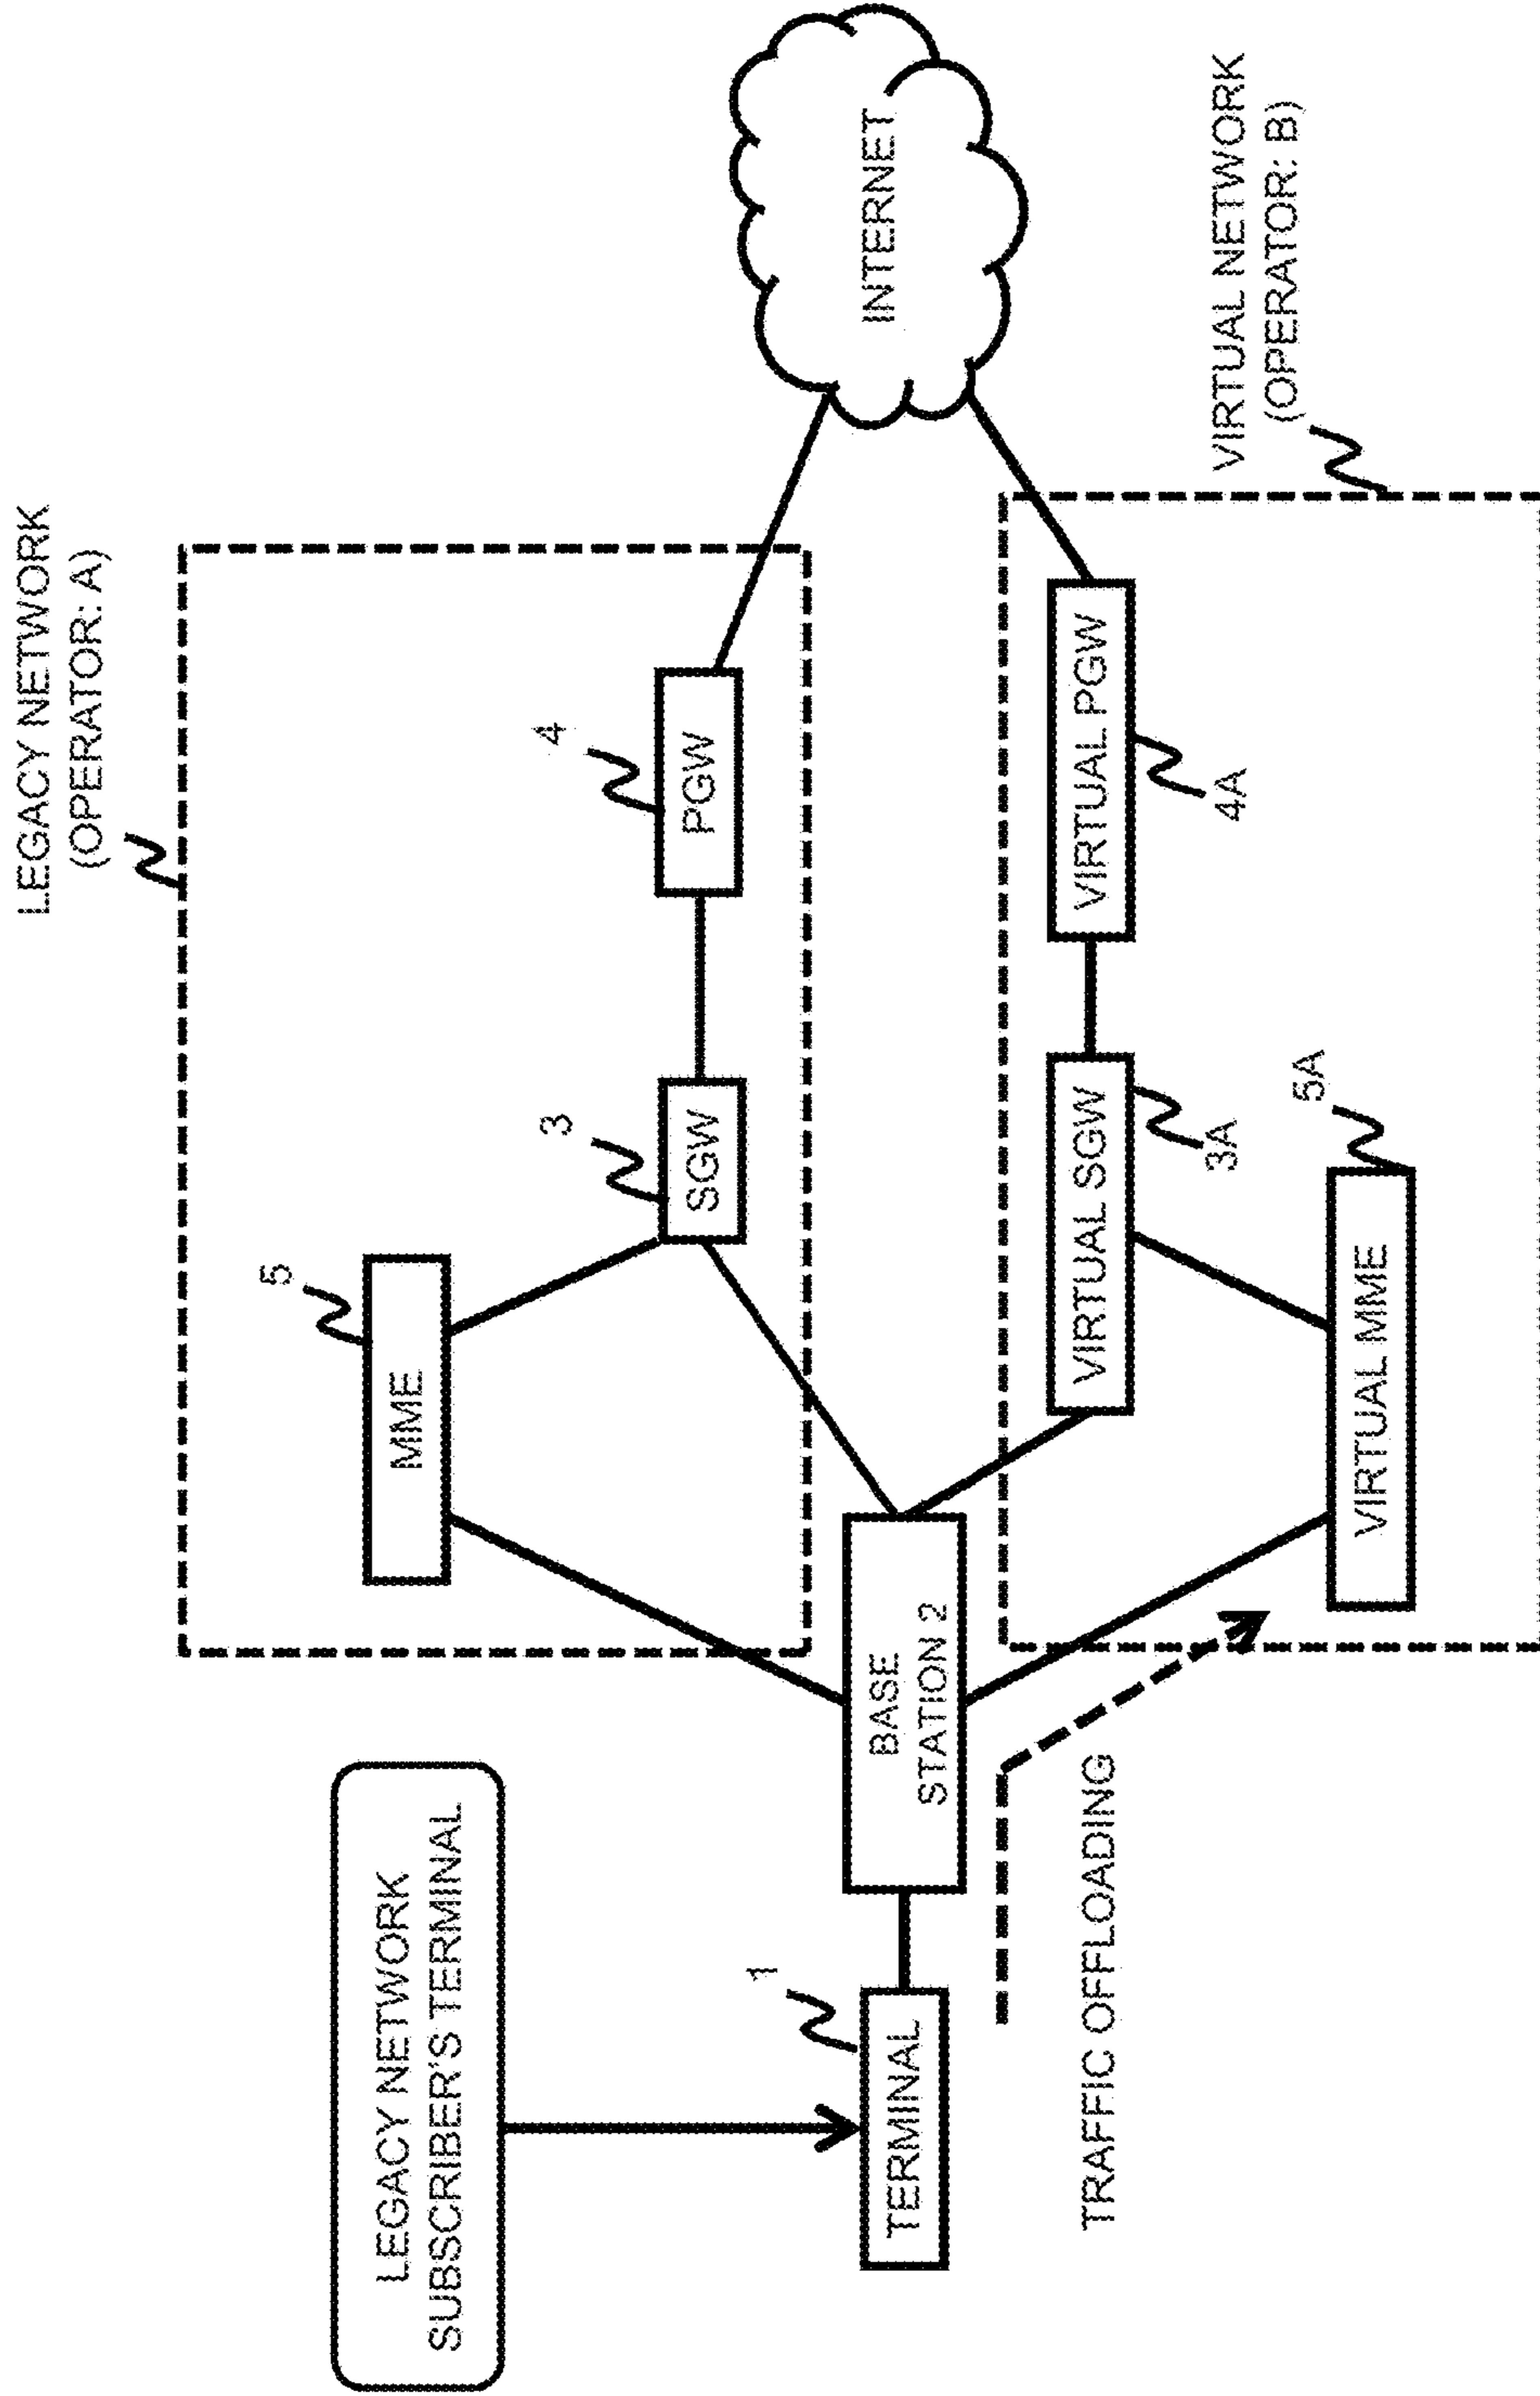 LEGACY NETWORK
(OPERATOR: A)
5
MME
3
SGW
4
PGW
LEGACY NETWORK
SUBSCRIBER'S TERMINAL
1
TERMINAL
BASE
STATION 2
INTERNET
TRAFFIC OFFLOADING
VIRTUAL SGW
3A
VIRTUAL PGW
4A
VIRTUAL MME
5A
VIRTUAL NETWORK
(OPERATOR: B)